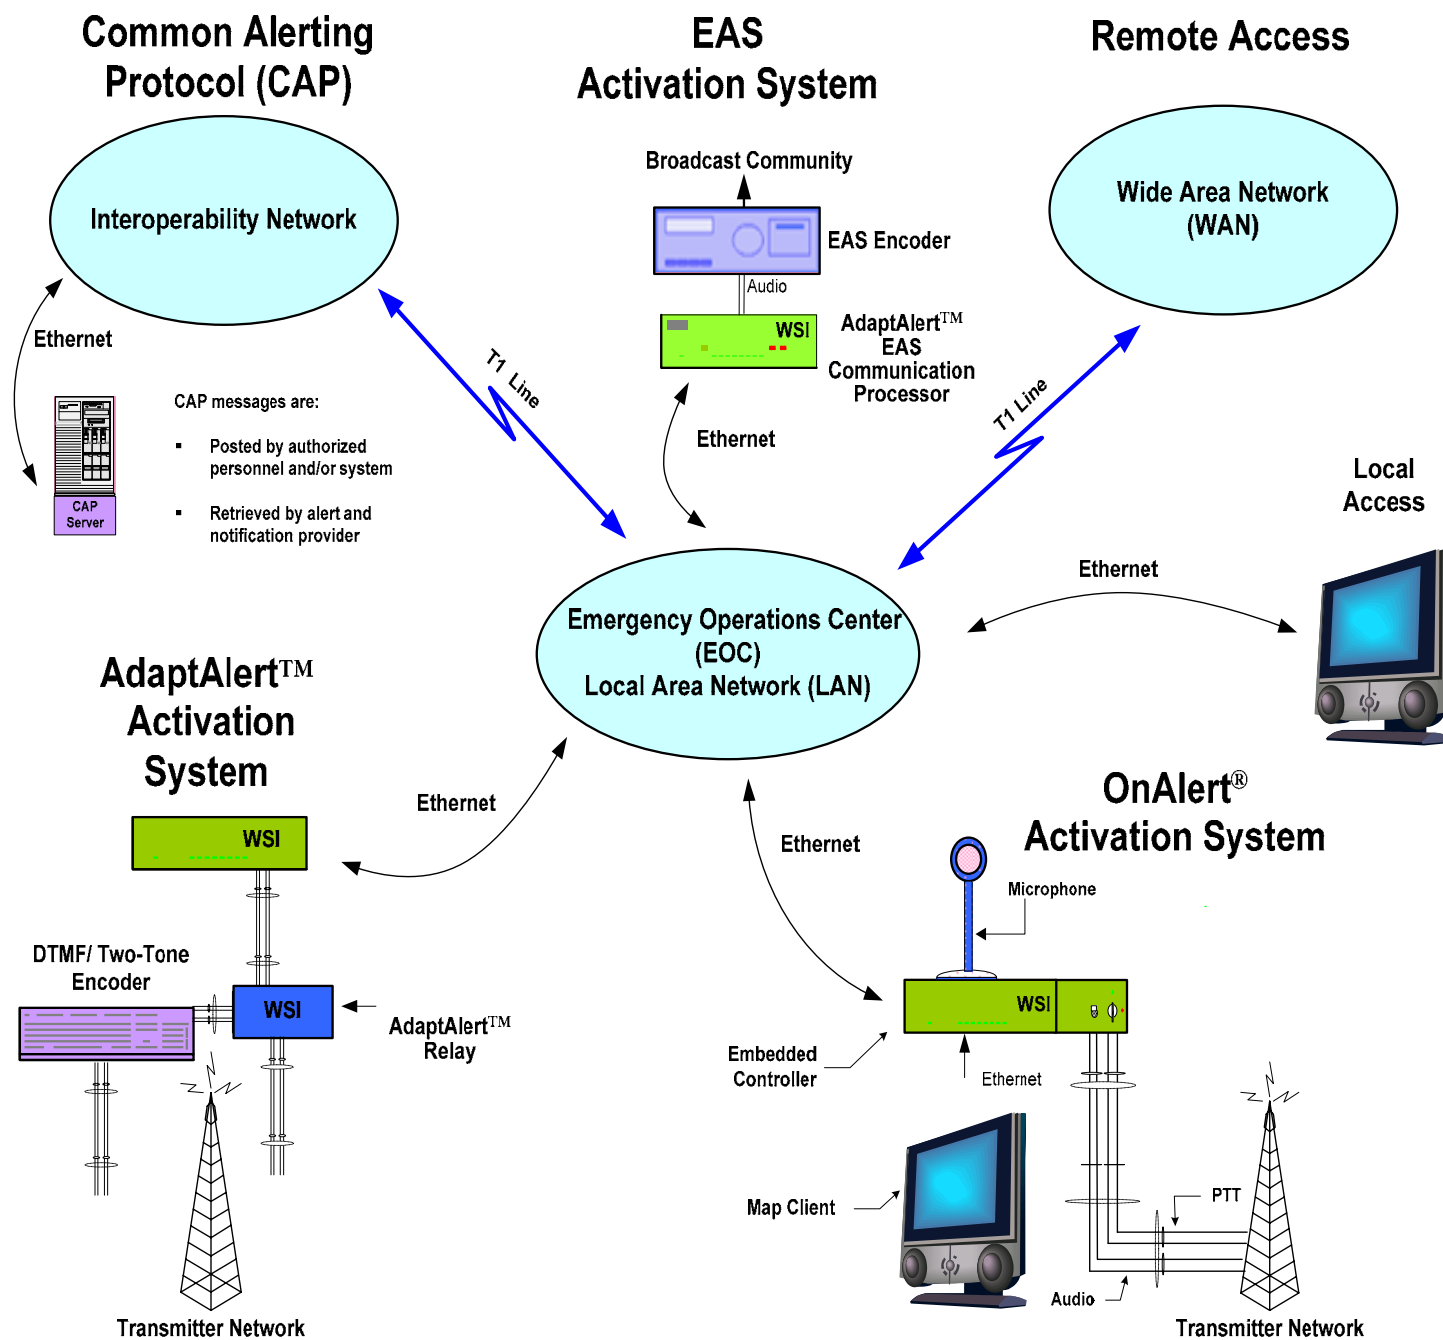 Common Alerting
Protocol (CAP)
EAS
Activation System
Remote Access
Interoperability Network
Broadcast Community
EAS Encoder
Audio
WSI
AdaptAlert™
EAS
Communication
Processor
Wide Area Network
(WAN)
Ethernet
T1 Line
Ethernet
T1 Line
CAP messages are:
▪ Posted by authorized
personnel and/or system
▪ Retrieved by alert and
notification provider
CAP
Server
Local
Access
Ethernet
Emergency Operations Center
(EOC)
Local Area Network (LAN)
AdaptAlert™
Activation
System
Ethernet
WSI
DTMF/ Two-Tone
Encoder
WSI
AdaptAlert™
Relay
Transmitter Network
Ethernet
OnAlert®
Activation System
Microphone
WSI
Embedded
Controller
Ethernet
Map Client
PTT
Audio
Transmitter Network